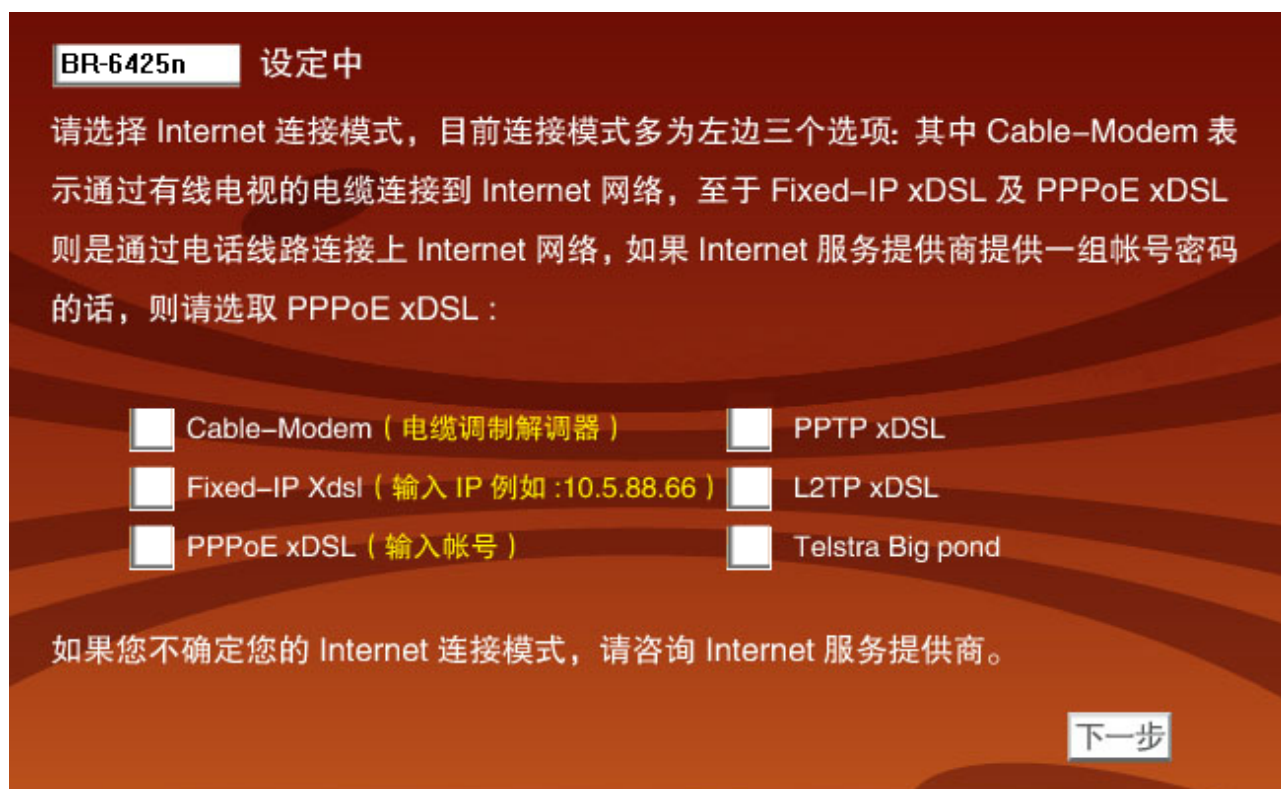 BR-6425n 设定中
请选择 Internet 连接模式，目前连接模式多为左边三个选项: 其中 Cable-Modem 表
示通过有线电视的电缆连接到 Internet 网络，至于 Fixed-IP xDSL 及 PPPoE xDSL
则是通过电话线路连接上 Internet 网络，如果 Internet 服务提供商提供一组帐号密码
的话，则请选取 PPPoE xDSL :
Cable-Modem ( 电缆调制解调器 ) PPTP xDSL
Fixed-IP Xdsl ( 输入 IP 例如 :10.5.88.66 ) L2TP xDSL
PPPoE xDSL ( 输入帐号 ) Telstra Big pond
如果您不确定您的 Internet 连接模式，请咨询 Internet 服务提供商。
下一步